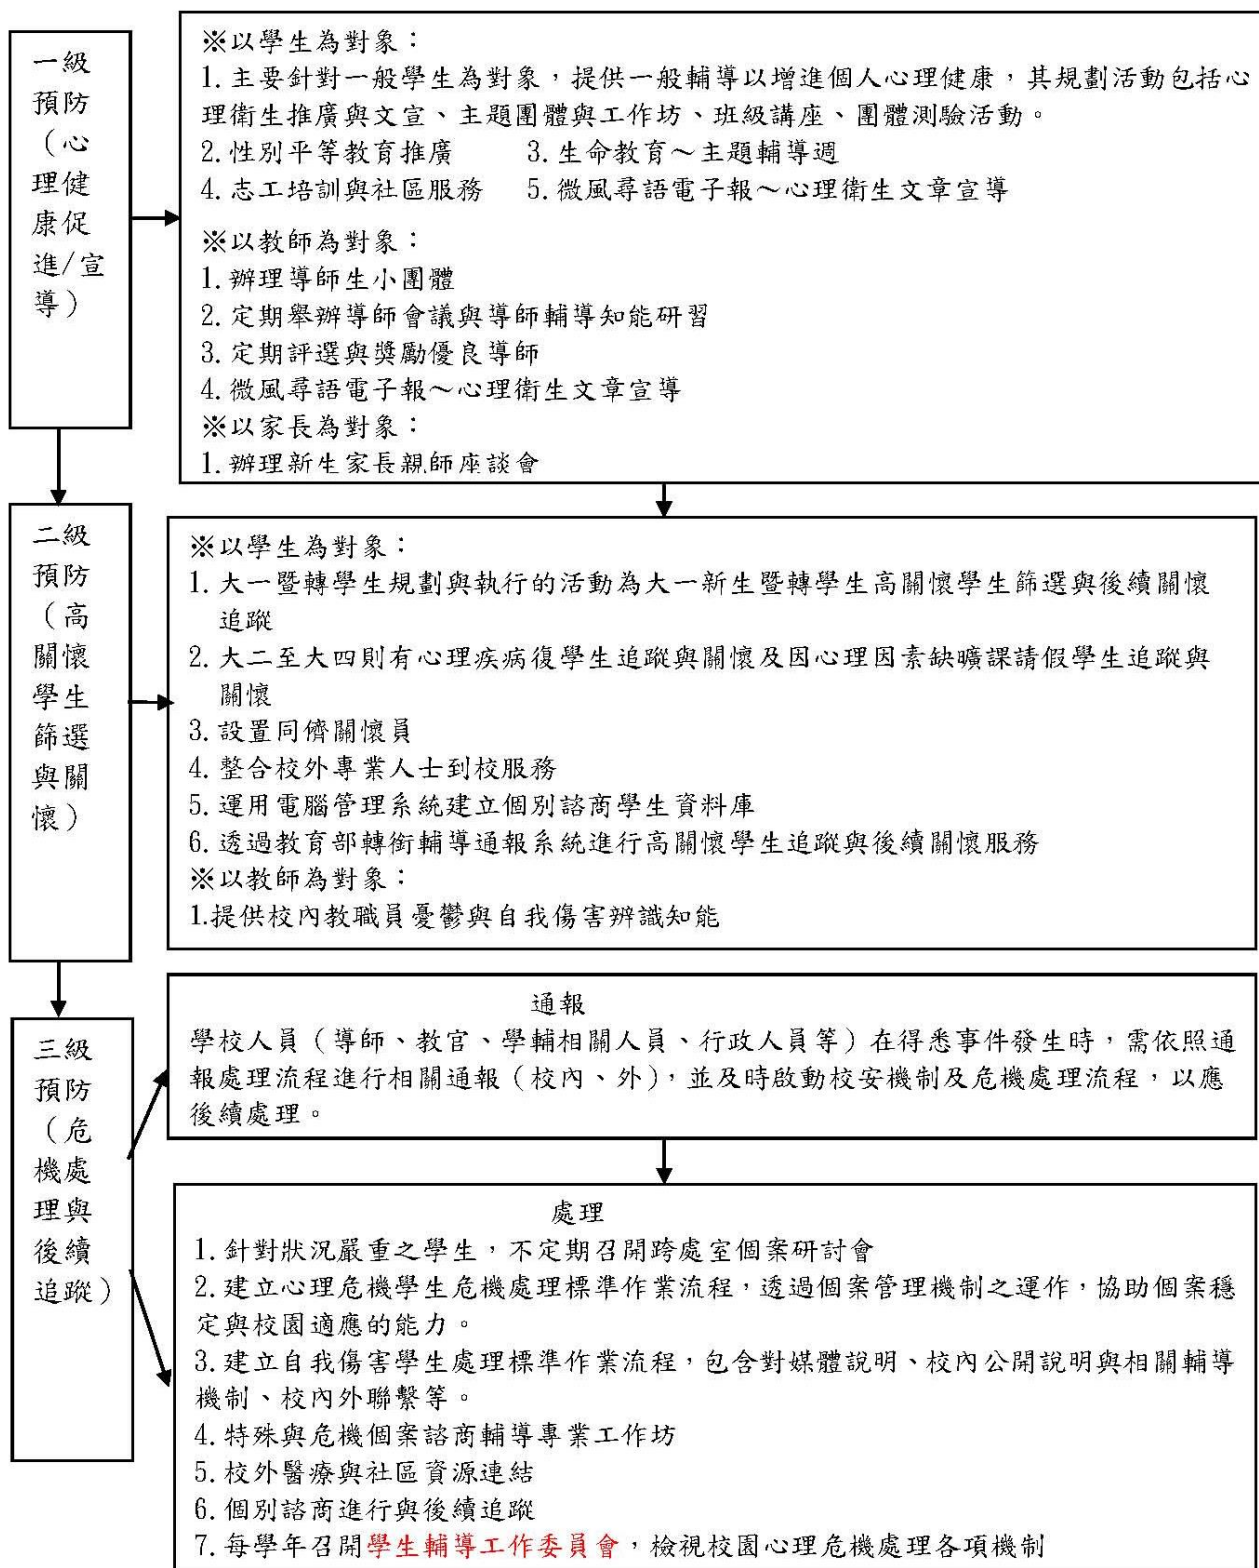 一級
預防
（心
理健
康促
進/宣
導）
※以學生為對象：
1. 主要針對一般學生為對象，提供一般輔導以增進個人心理健康，其規劃活動包括心
理衛生推廣與文宣、主題團體與工作坊、班級講座、團體測驗活動。
2. 性別平等教育推廣 3. 生命教育～主題輔導週
4. 志工培訓與社區服務 5. 微風尋語電子報～心理衛生文章宣導
※以教師為對象：
1. 辦理導師生小團體
2. 定期舉辦導師會議與導師輔導知能研習
3. 定期評選與獎勵優良導師
4. 微風尋語電子報～心理衛生文章宣導
※以家長為對象：
1. 辦理新生家長親師座談會
二級
預防
（高
關懷
學生
篩選
與關
懷）
※以學生為對象：
1. 大一暨轉學生規劃與執行的活動為大一新生暨轉學生高關懷學生篩選與後續關懷
追蹤
2. 大二至大四則有心理疾病復學生追蹤與關懷及因心理因素缺曠課請假學生追蹤與
關懷
3. 設置同儕關懷員
4. 整合校外專業人士到校服務
5. 運用電腦管理系統建立個別諮商學生資料庫
6. 透過教育部轉銜輔導通報系統進行高關懷學生追蹤與後續關懷服務
※以教師為對象：
1.提供校內教職員憂鬱與自我傷害辨識知能
三級
預防
（危
機處
理與
後續
追蹤）
通報
學校人員（導師、教官、學輔相關人員、行政人員等）在得悉事件發生時，需依照通
報處理流程進行相關通報（校內、外），並及時啟動校安機制及危機處理流程，以應
後續處理。
處理
1. 針對狀況嚴重之學生，不定期召開跨處室個案研討會
2. 建立心理危機學生危機處理標準作業流程，透過個案管理機制之運作，協助個案穩
定與校園適應的能力。
3. 建立自我傷害學生處理標準作業流程，包含對媒體說明、校內公開說明與相關輔導
機制、校內外聯繫等。
4. 特殊與危機個案諮商輔導專業工作坊
5. 校外醫療與社區資源連結
6. 個別諮商進行與後續追蹤
7. 每學年召開學生輔導工作委員會，檢視校園心理危機處理各項機制